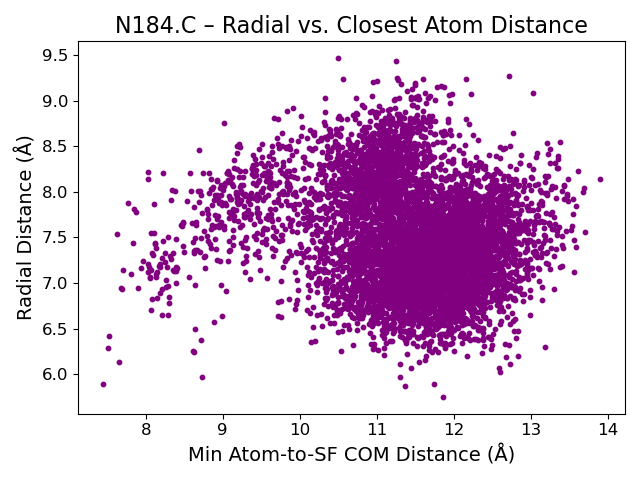 N184.C – Radial vs. Closest Atom Distance
Radial Distance (Å)
9.5
9.0
8.5
8.0
7.5
7.0
6.5
6.0
8 9 10 11 12 13 14
Min Atom-to-SF COM Distance (Å)